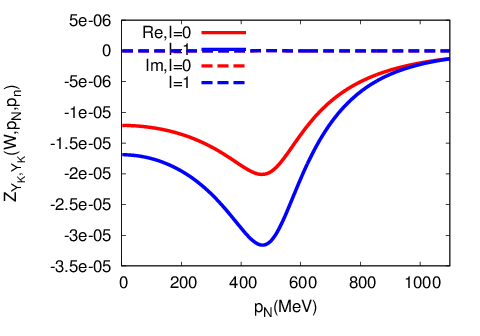 5e-06
0
-5e-06
-1e-05
-1.5e-05
-2e-05
-2.5e-05
-3e-05
-3.5e-05
0 200 400 600 800 1000
p_N(MeV)
Z_{Y_K,Y_K}(W,p_N,p_n)
Re,I=0
I=1
Im,I=0
I=1